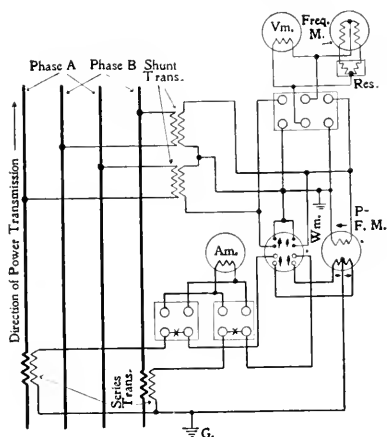 Vm.
Freq.
M.
Phase A
Phase B
Shunt
Trans.
Res.
Direction of Power Transmission
Wm.
P-
F. M.
Am.
Series
Trans.
G.